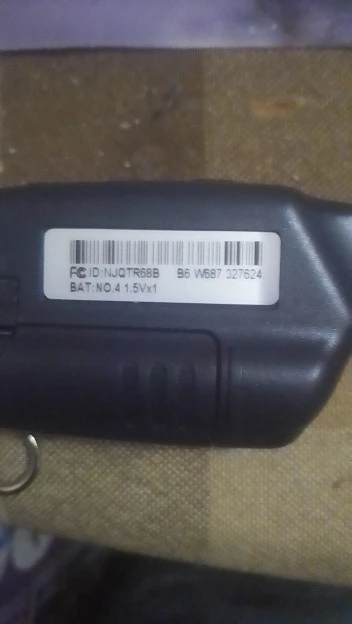 FC ID:NJQTR68B B6 W687 327624
BAT:NO.4 1.5Vx1